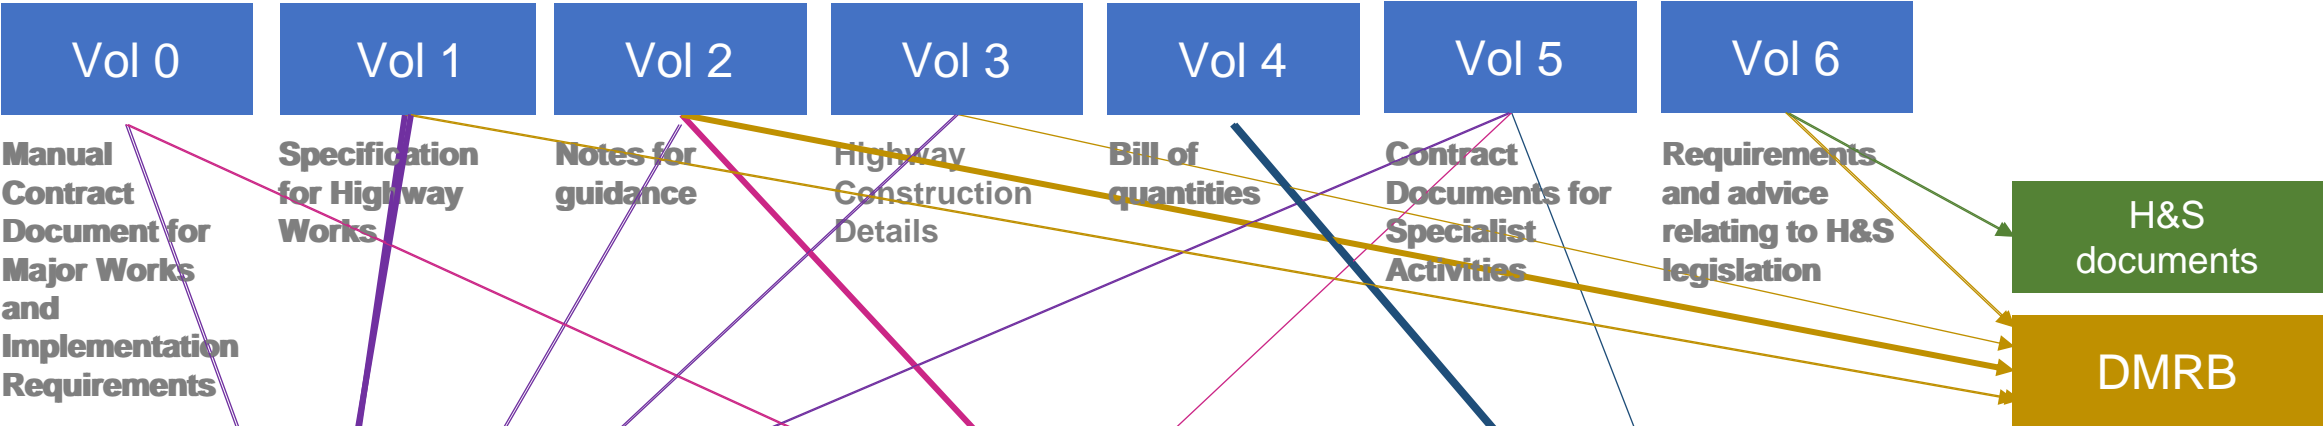 Vol 0
Vol 1
Vol 2
Vol 3
Vol 4
Vol 5
Vol 6
Manual
Contract
Document for
Major Works
and
Implementation
Requirements
Specification
for Highway
Works
Notes for
guidance
Highway
Construction
Details
Bill of
quantities
Contract
Documents for
Specialist
Activities
Requirements
and advice
relating to H&S
legislation
H&S
documents
DMRB